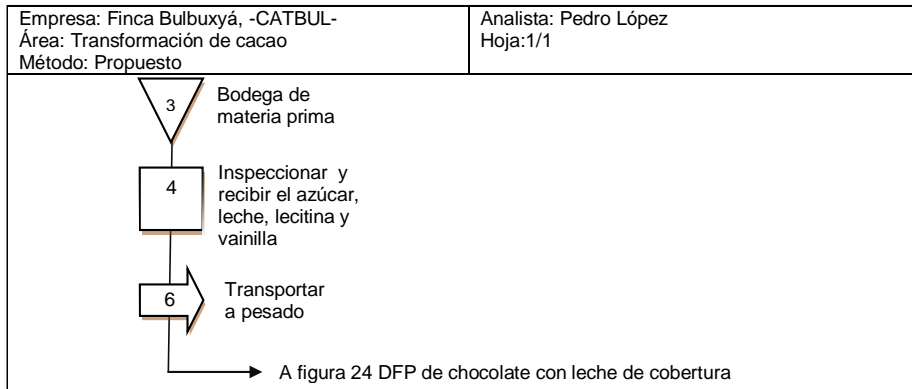 Empresa: Finca Bulbuxyá, -CATBUL-
Área: Transformación de cacao
Método: Propuesto
Analista: Pedro López
Hoja:1/1
3
Bodega de
materia prima
4
Inspeccionar y
recibir el azúcar,
leche, lecitina y
vainilla
6
Transportar
a pesado
A figura 24 DFP de chocolate con leche de cobertura